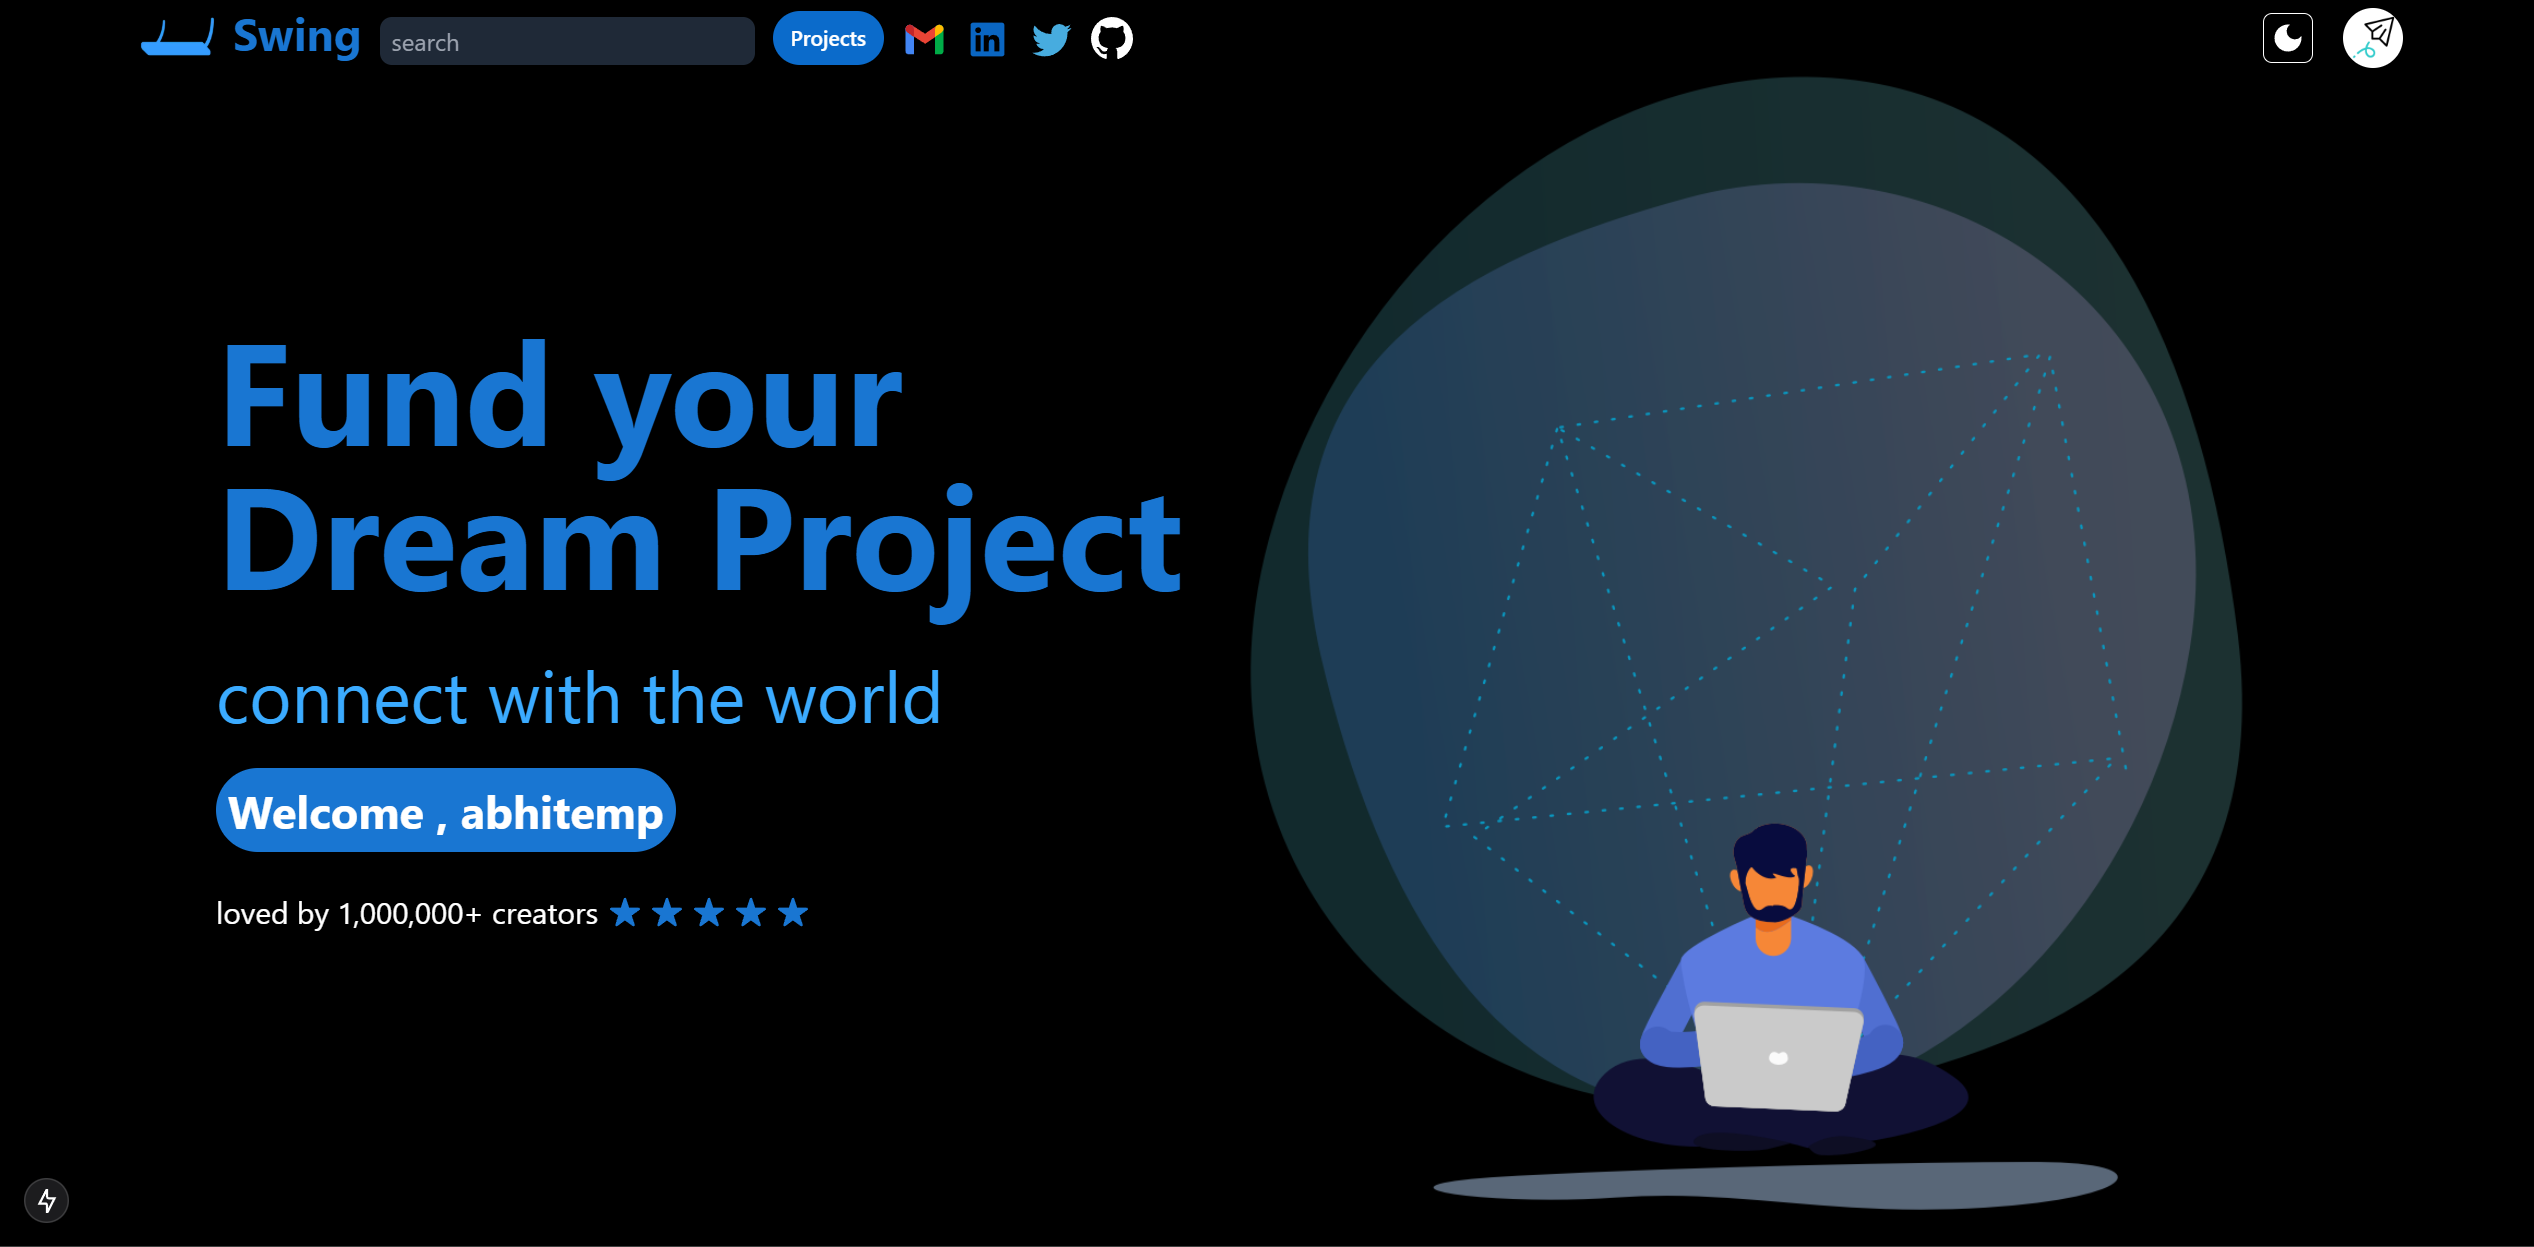 Swing
search
Projects
in
Fund your
Dream Project
connect with the world
Welcome , abhitemp
loved by 1,000,000+ creators